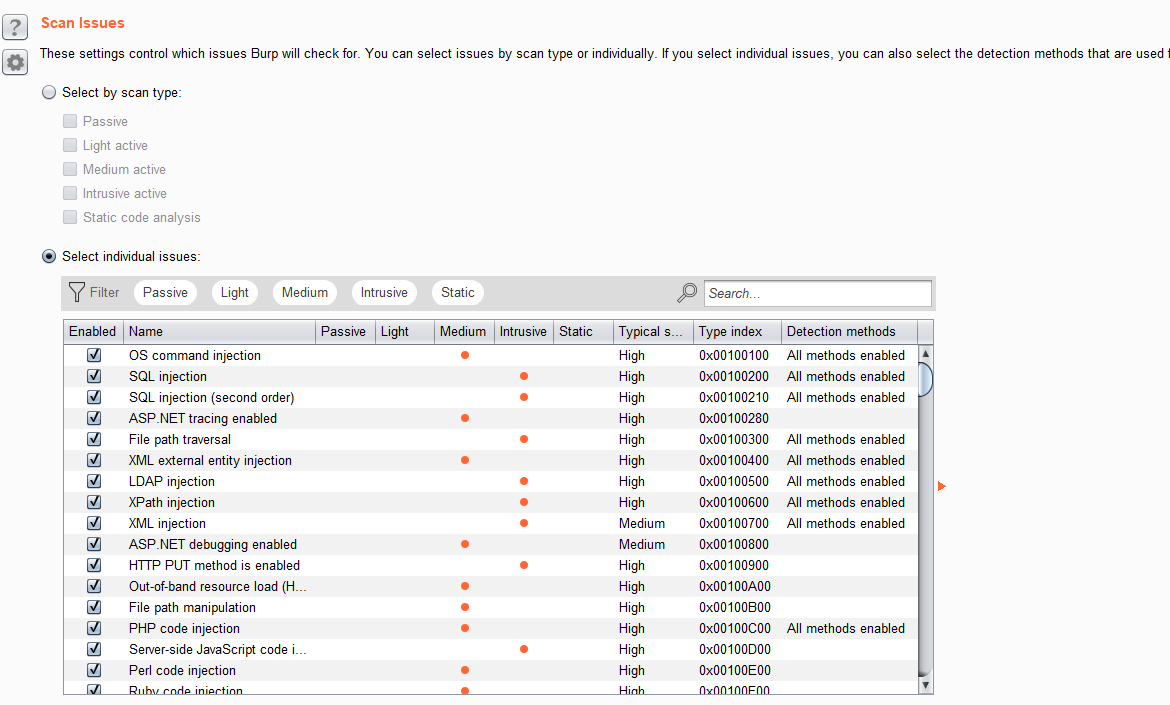 Scan Issues
These settings control which issues Burp will check for. You can select issues by scan type or individually. If you select individual issues, you can also select the detection methods that are used
Select by scan type:
Passive
Light active
Medium active
Intrusive active
Static code analysis
Select individual issues:
Filter Passive Light Medium Intrusive Static Search...
Enabled Name Passive Light Medium Intrusive Static Typical s... Type index Detection methods
OS command injection High 0x00100100 All methods enabled
SQL injection High 0x00100200 All methods enabled
SQL injection (second order) High 0x00100210 All methods enabled
ASP.NET tracing enabled High 0x00100280
File path traversal High 0x00100300 All methods enabled
XML external entity injection High 0x00100400 All methods enabled
LDAP injection High 0x00100500 All methods enabled
XPath injection High 0x00100600 All methods enabled
XML injection Medium 0x00100700 All methods enabled
ASP.NET debugging enabled Medium 0x00100800
HTTP PUT method is enabled High 0x00100900
Out-of-band resource load (H... High 0x00100A00
File path manipulation High 0x00100B00
PHP code injection High 0x00100C00 All methods enabled
Server-side JavaScript code i... High 0x00100D00
Perl code injection High 0x00100E00
Ruby code injection High 0x00100F00